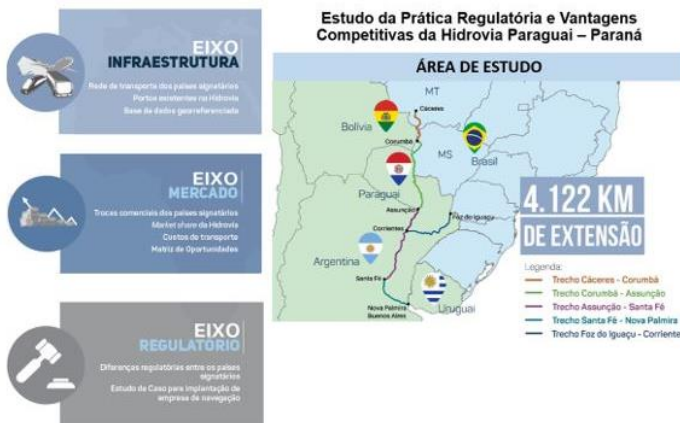 Estudo da Prática Regulatória e Vantagens
Competitivas da Hidrovia Paraguai – Paraná
EIXO
INFRAESTRUTURA
Rede de transporte dos países signatários
Portos existentes na Hidrovia
Base de dados georreferenciada
EIXO
MERCADO
Trocas comerciais dos países signatários
Market share da Hidrovia
Custos de transporte
Matriz de Oportunidades
EIXO
REGULATÓRIO
Diferenças regulatórias entre os países
signatários
Estudo de Caso para implantação de
empresa de navegação
ÁREA DE ESTUDO
MT
Cáceres
Bolívia
Corumbá
MS
Brasil
Paraguai
Assunção
Foz do Iguaçu
Corrientes
Argentina
Santa Fé
Nova Palmira
Buenos Aires
Uruguai
4.122 KM
DE EXTENSÃO
Legenda:
Trecho Cáceres - Corumbá
Trecho Corumbá - Assunção
Trecho Assunção - Santa Fé
Trecho Santa Fé - Nova Palmira
Trecho Foz do Iguaçu - Corriente